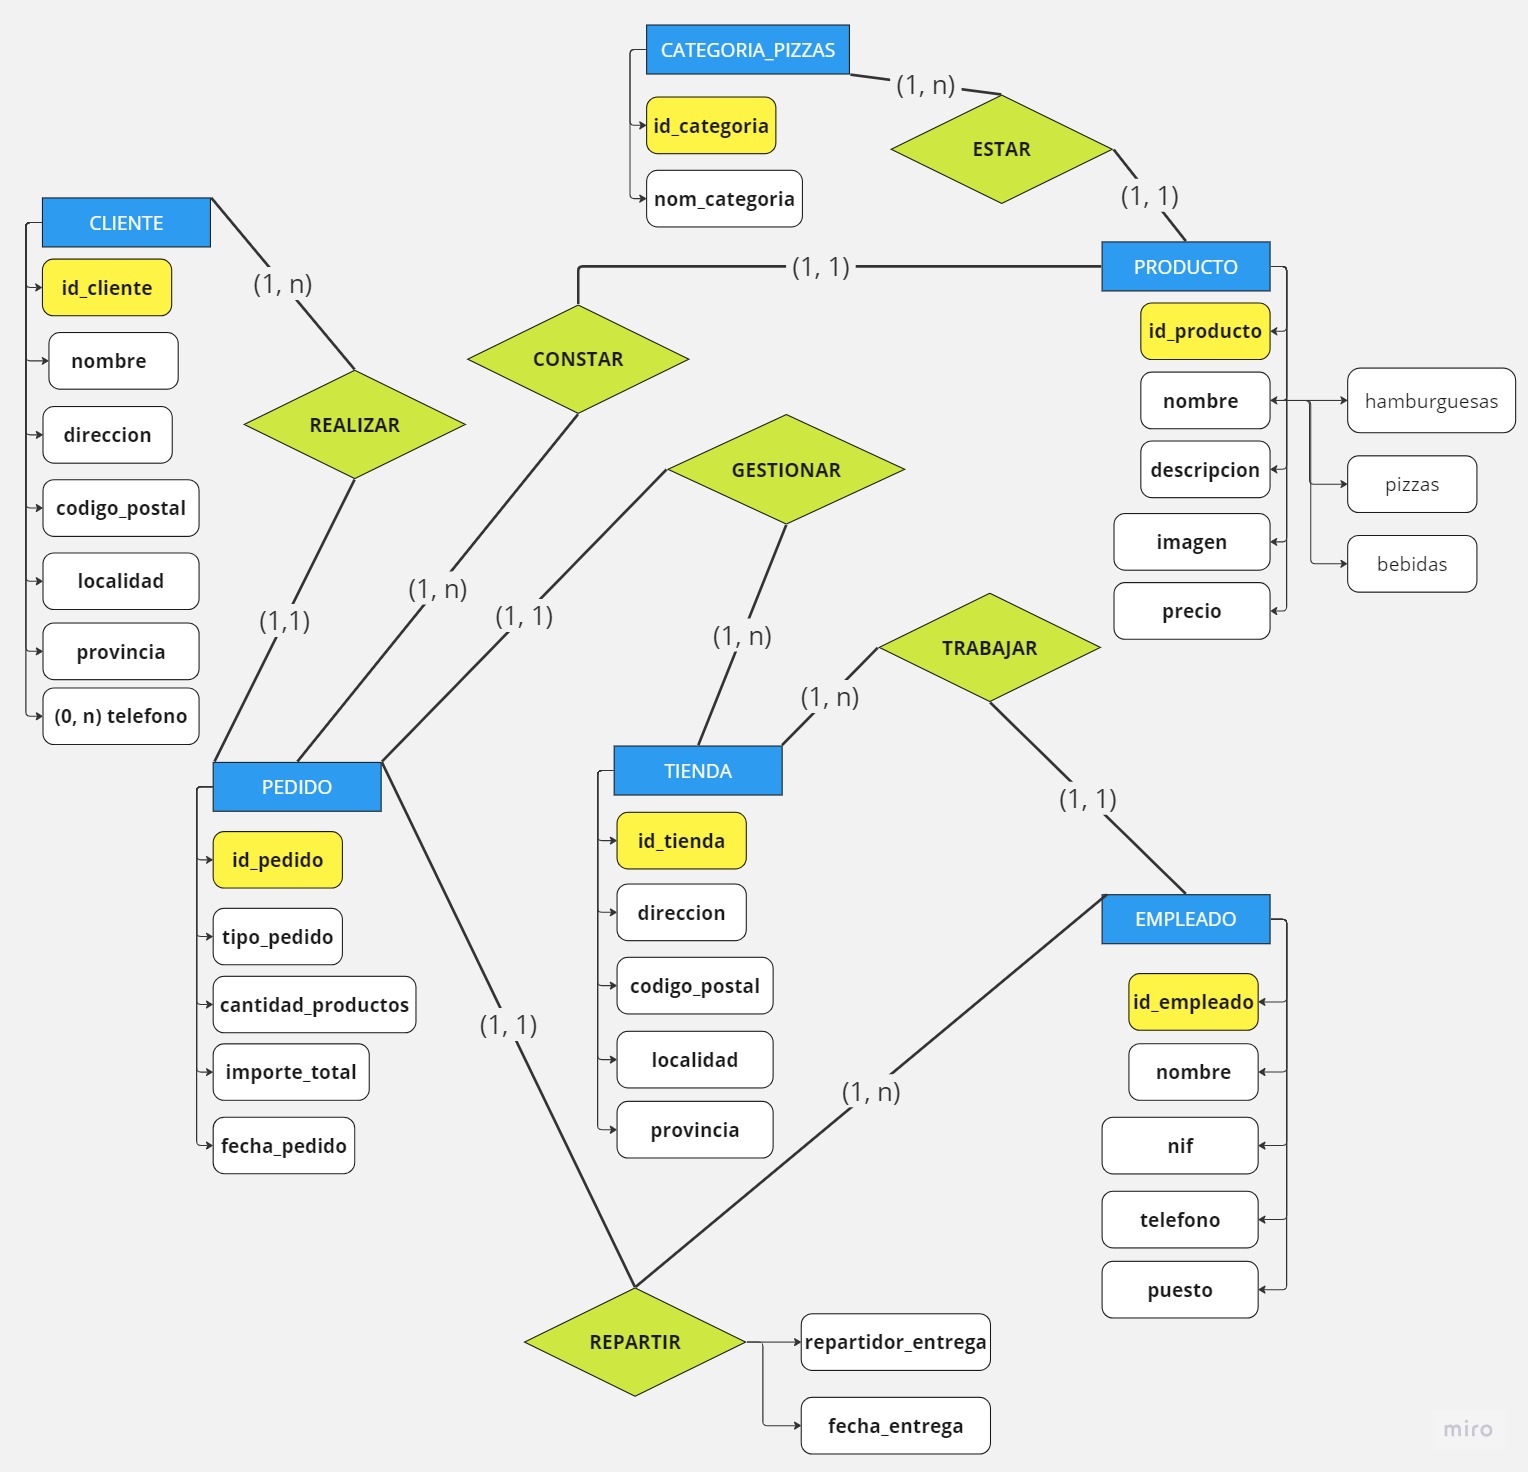 CATEGORIA_PIZZAS
id_categoria
nom_categoria
(1, n)
ESTAR
(1, 1)
CLIENTE
id_cliente
nombre
direccion
codigo_postal
localidad
provincia
(0, n) telefono
(1, n)
REALIZAR
(1,1)
(1, 1)
CONSTAR
(1, n)
PRODUCTO
id_producto
nombre
descripcion
imagen
precio
hamburguesas
pizzas
bebidas
GESTIONAR
(1, 1)
(1, n)
TRABAJAR
(1, n)
(1, 1)
PEDIDO
id_pedido
tipo_pedido
cantidad_productos
importe_total
fecha_pedido
TIENDA
id_tienda
direccion
codigo_postal
localidad
provincia
EMPLEADO
id_empleado
nombre
nif
telefono
puesto
(1, 1)
(1, n)
REPARTIR
repartidor_entrega
fecha_entrega
miro